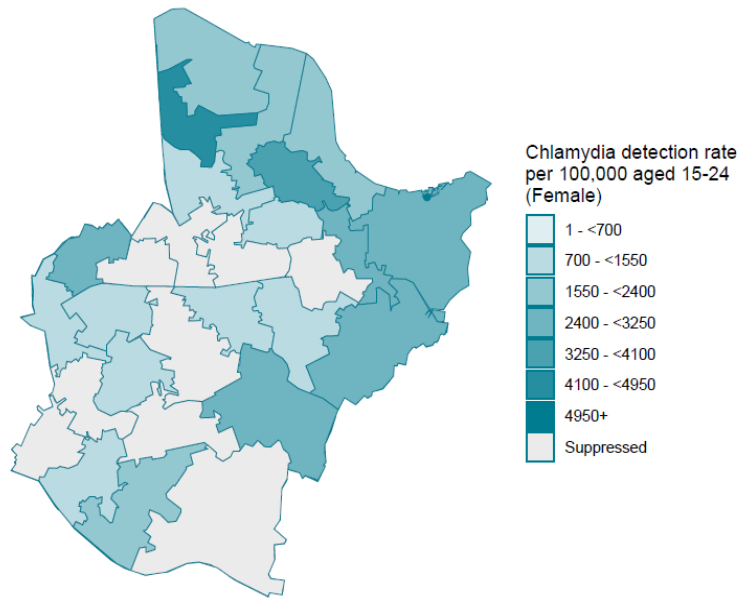 Chlamydia detection rate
per 100,000 aged 15-24
(Female)
1 - <700
700 - <1550
1550 - <2400
2400 - <3250
3250 - <4100
4100 - <4950
4950+
Suppressed